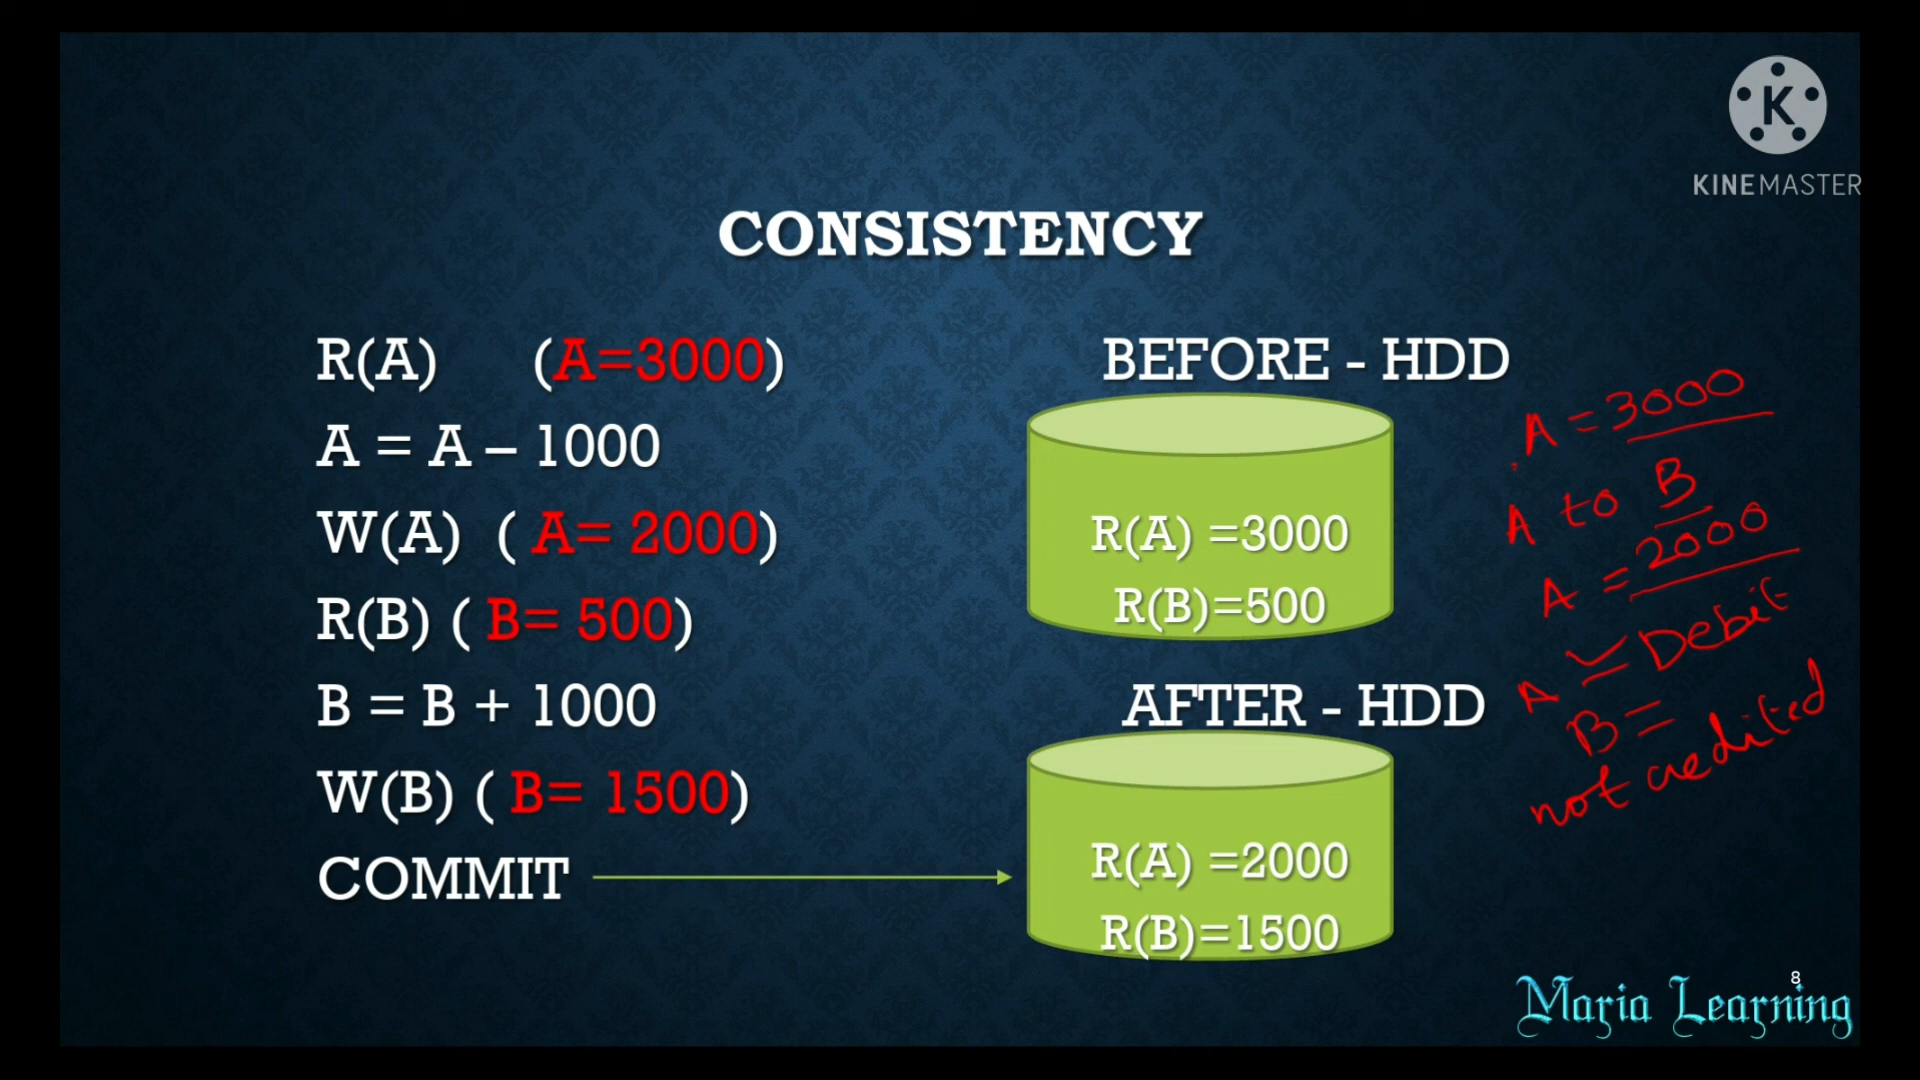 K
KINEMASTER
CONSISTENCY
R(A) (A=3000)
A = A – 1000
W(A) ( A= 2000)
R(B) ( B= 500)
B = B + 1000
W(B) ( B= 1500)
COMMIT
BEFORE - HDD
R(A) =3000
R(B)=500
AFTER - HDD
R(A) =2000
R(B)=1500
A = 3000
A to B
A = 2000
A = Debit
B =
not credited
8
Maria Learning